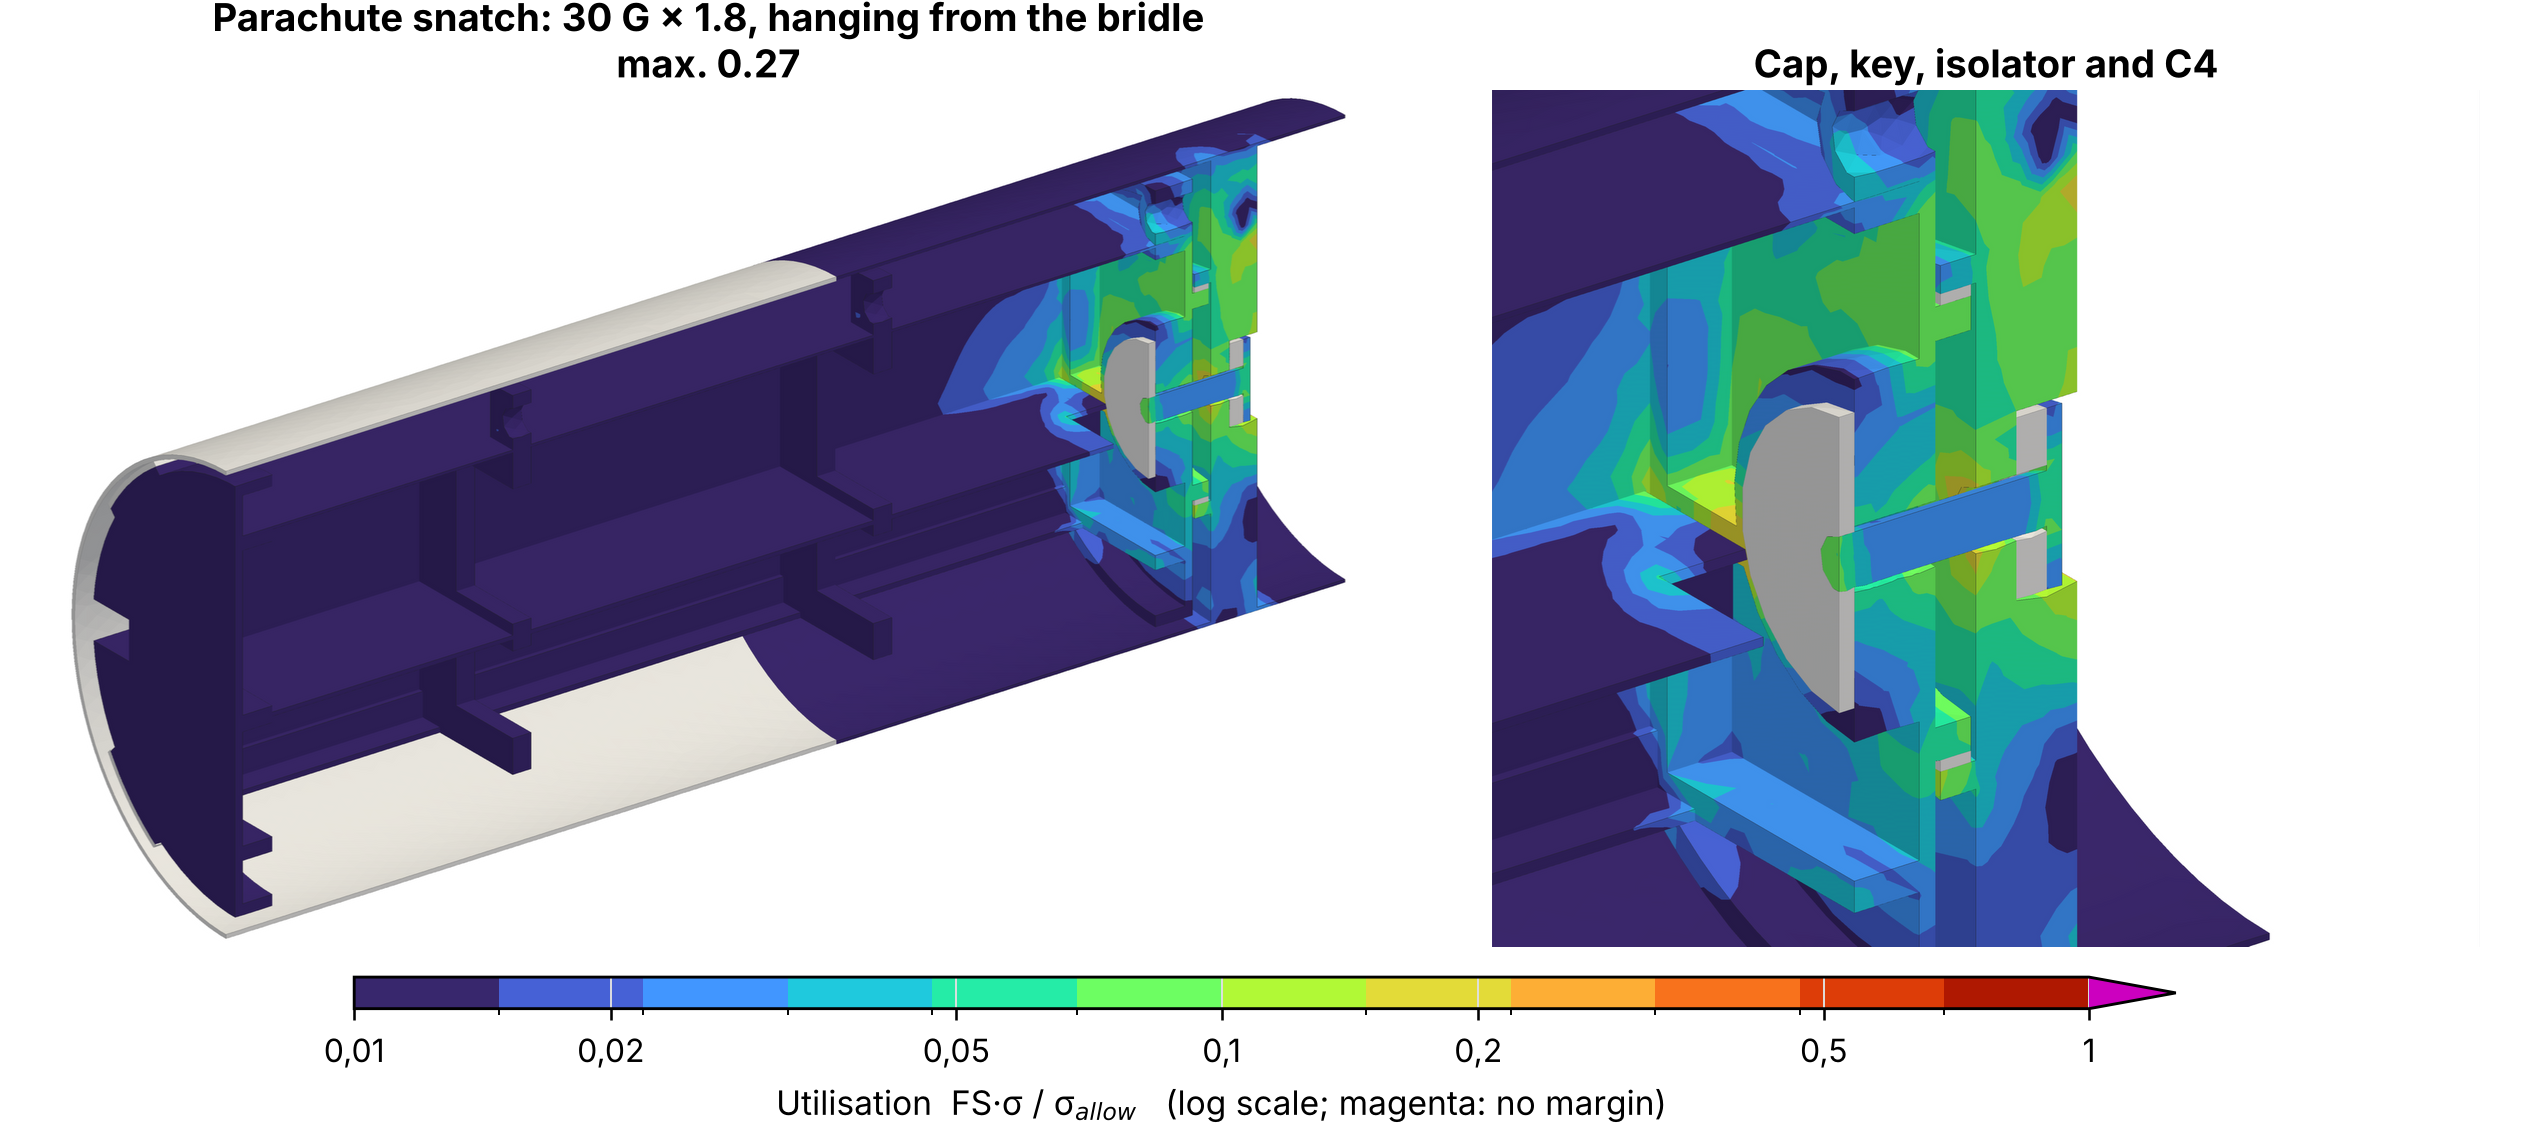 Parachute snatch: 30 G × 1.8, hanging from the bridle
max. 0.27
Cap, key, isolator and C4
0,01 0,02 0,05 0,1 0,2 0,5 1
Utilisation FS·σ / σallow (log scale; magenta: no margin)